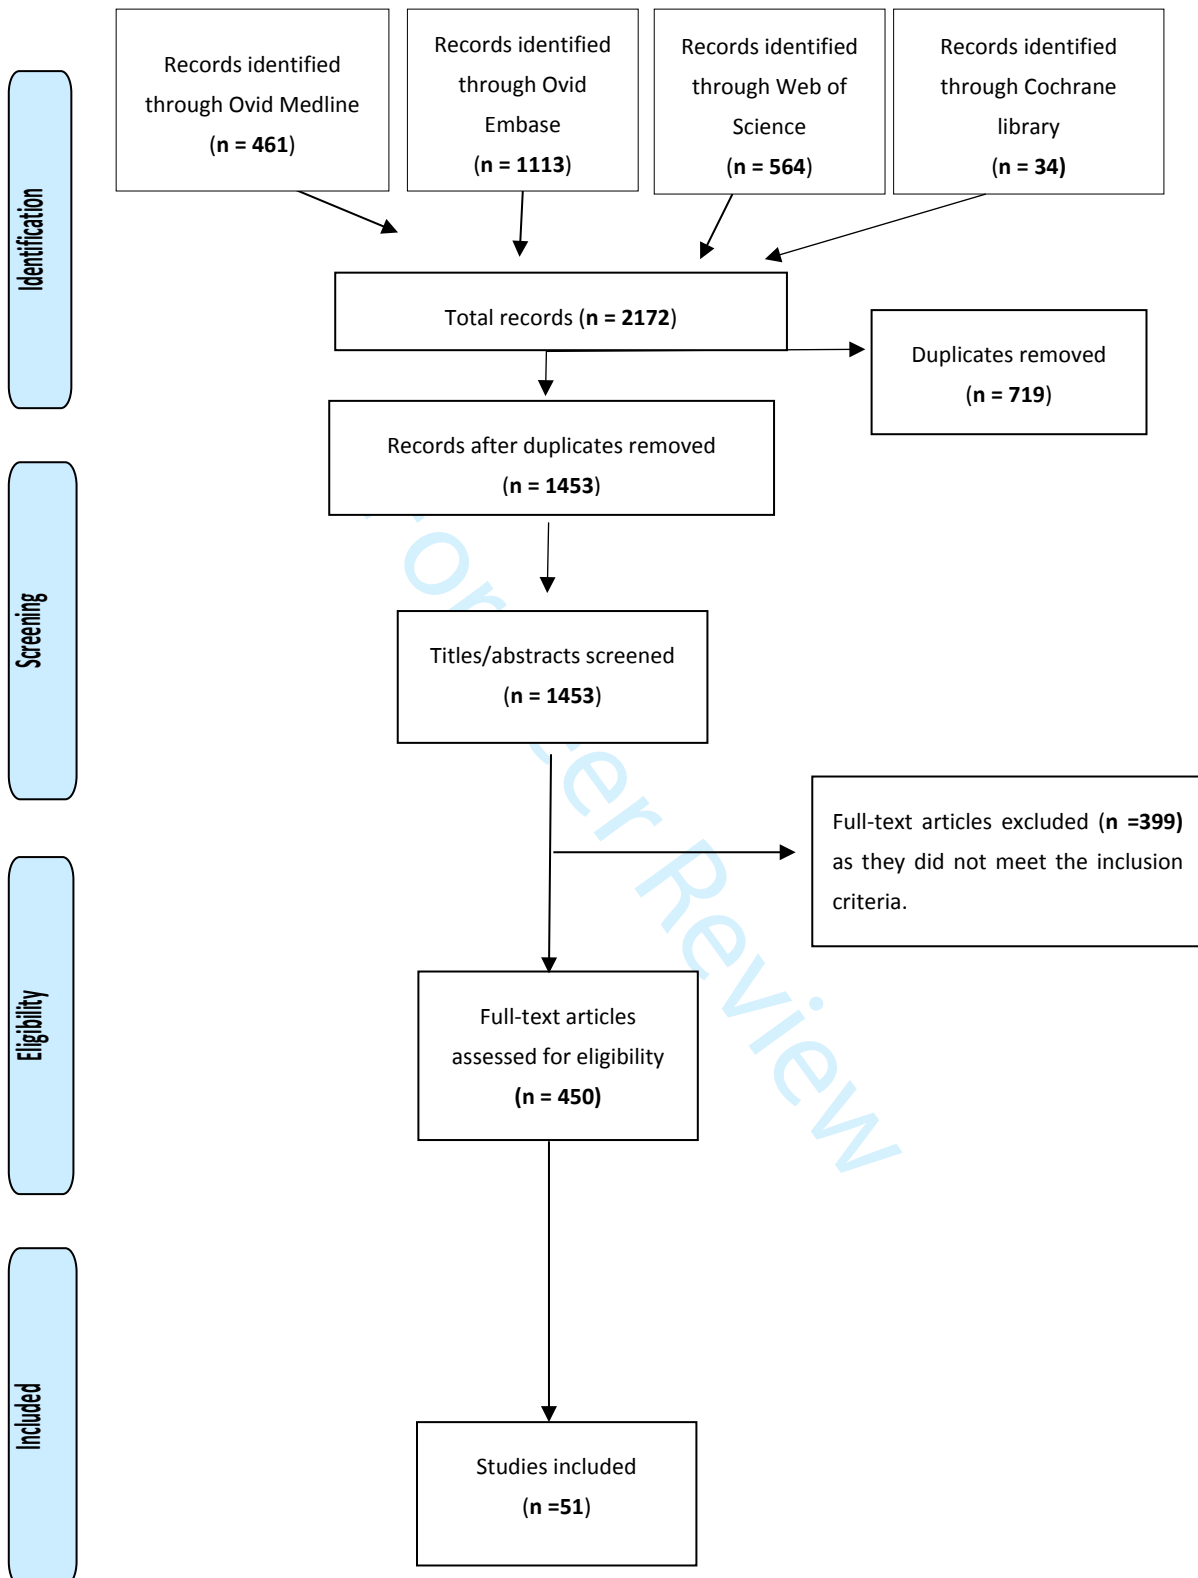 Records identified
through Ovid Medline
(n = 461)
Records identified
through Ovid
Embase
(n = 1113)
Records identified
through Web of
Science
(n = 564)
Records identified
through Cochrane
library
(n = 34)
Identification
Total records (n = 2172)
Duplicates removed
(n = 719)
Records after duplicates removed
(n = 1453)
Screening
Titles/abstracts screened
(n = 1453)
Full-text articles excluded (n =399)
as they did not meet the inclusion
criteria.
Eligibility
Full-text articles
assessed for eligibility
(n = 450)
Included
Studies included
(n =51)
Review